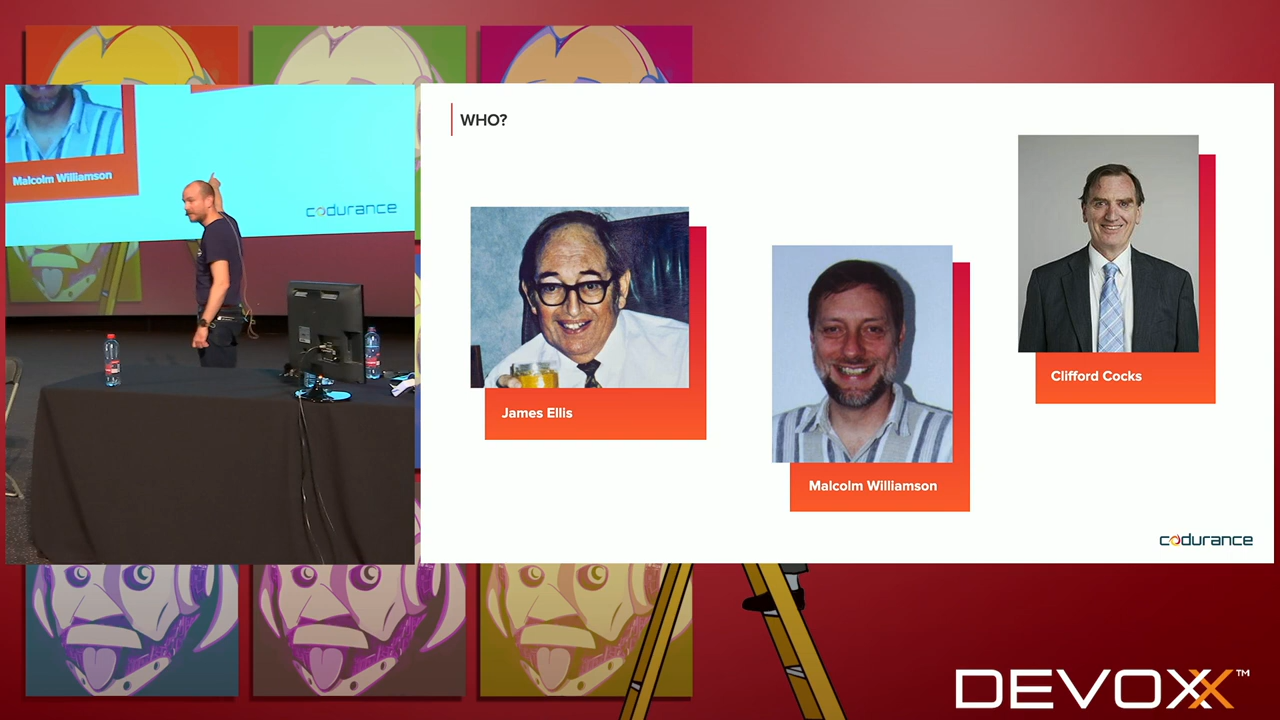 Malcolm Williamson
codurance
WHO?
James Ellis
Malcolm Williamson
Clifford Cocks
codurance
DEVOXX™